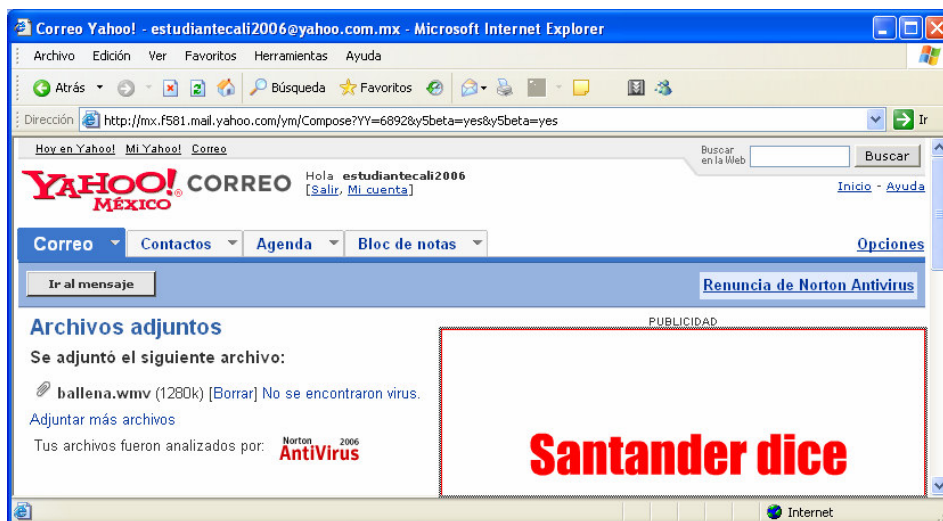 Correo Yahoo! - estudiantecali2006@yahoo.com.mx - Microsoft Internet Explorer
Archivo Edición Ver Favoritos Herramientas Ayuda
Atrás Búsqueda Favoritos
Dirección http://mx.f581.mail.yahoo.com/ym/Compose?YY=6892&y5beta=yes&y5beta=yes Ir
Hoy en Yahoo! Mi Yahoo! Correo
Buscar en la Web Buscar
YAHOO! CORREO
MÉXICO
Hola estudiantecali2006
[Salir, Mi cuenta]
Inicio - Ayuda
Correo Contactos Agenda Bloc de notas Opciones
Ir al mensaje Renuncia de Norton Antivirus
Archivos adjuntos
Se adjuntó el siguiente archivo:
ballena.wmv (1280k) [Borrar] No se encontraron virus.
Adjuntar más archivos
Tus archivos fueron analizados por: Norton AntiVirus 2006
PUBLICIDAD
Santander dice
Internet